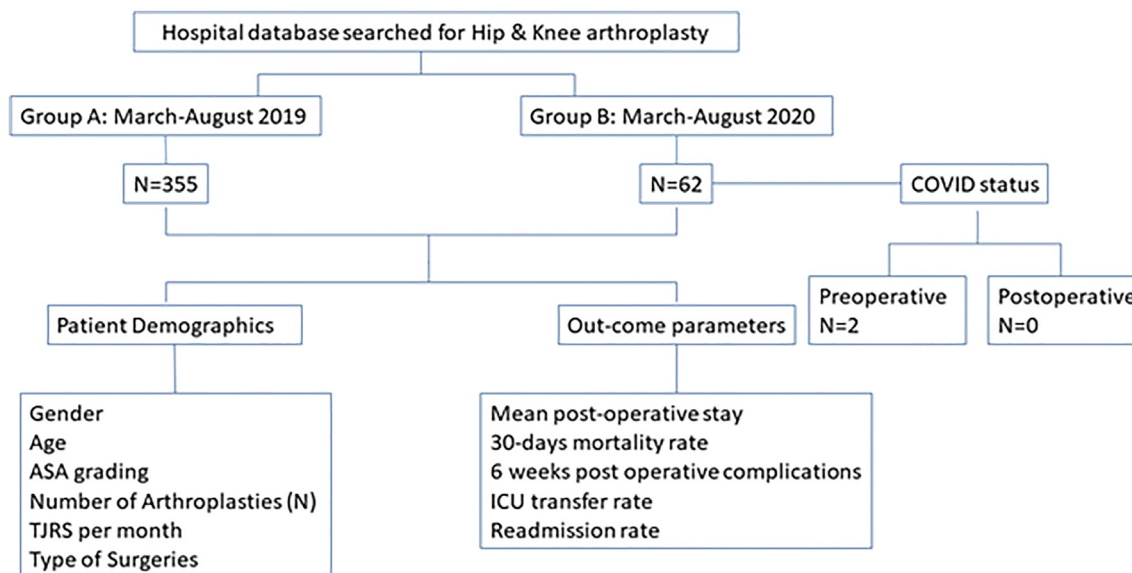 Hospital database searched for Hip & Knee arthroplasty
Group A: March-August 2019
Group B: March-August 2020
N=355
N=62
COVID status
Preoperative
N=2
Postoperative
N=0
Patient Demographics
Out-come parameters
Gender
Age
ASA grading
Number of Arthroplasties (N)
TJRS per month
Type of Surgeries
Mean post-operative stay
30-days mortality rate
6 weeks post operative complications
ICU transfer rate
Readmission rate